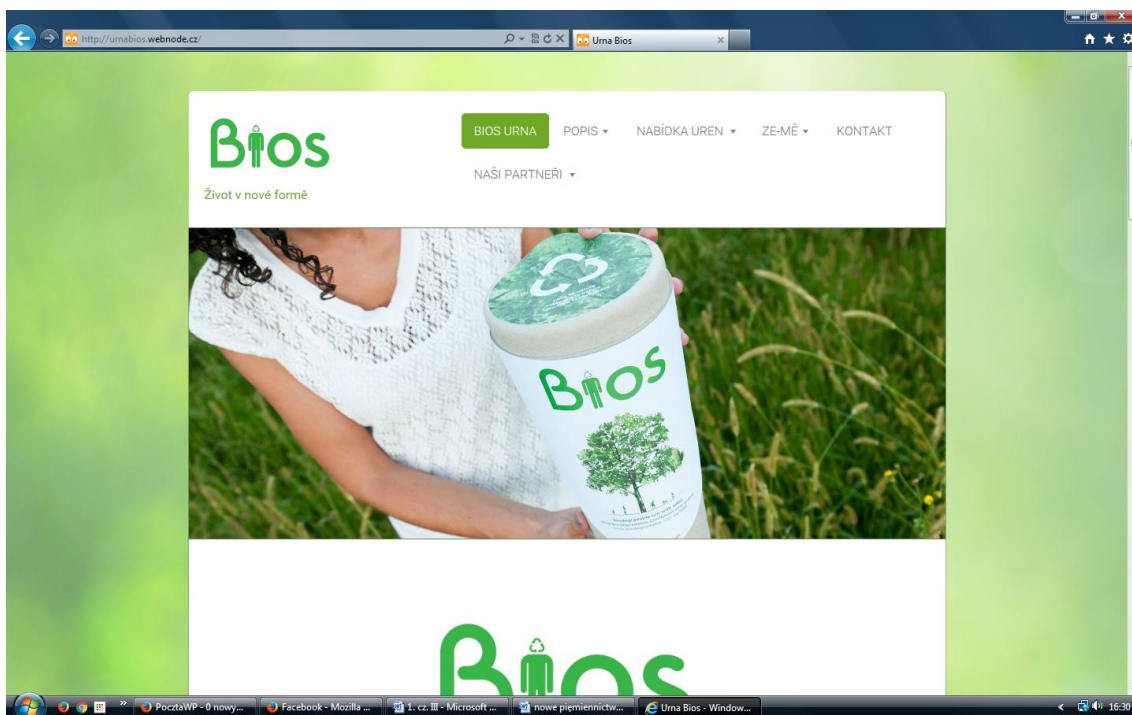 http://urnabios.webnode.cz/
Urna Bios
Bios
Život v nové formě
BIOS URNA
POPIS
NABÍDKA UREN
ZE-MĚ
KONTAKT
NAŠI PARTNEŘI
Bios
Bios
PocztaWP - 0 nowy...
Facebook - Mozilla ...
1. cz. III - Microsoft ...
nowe pięmiennictw...
Urna Bios - Window...
16:30